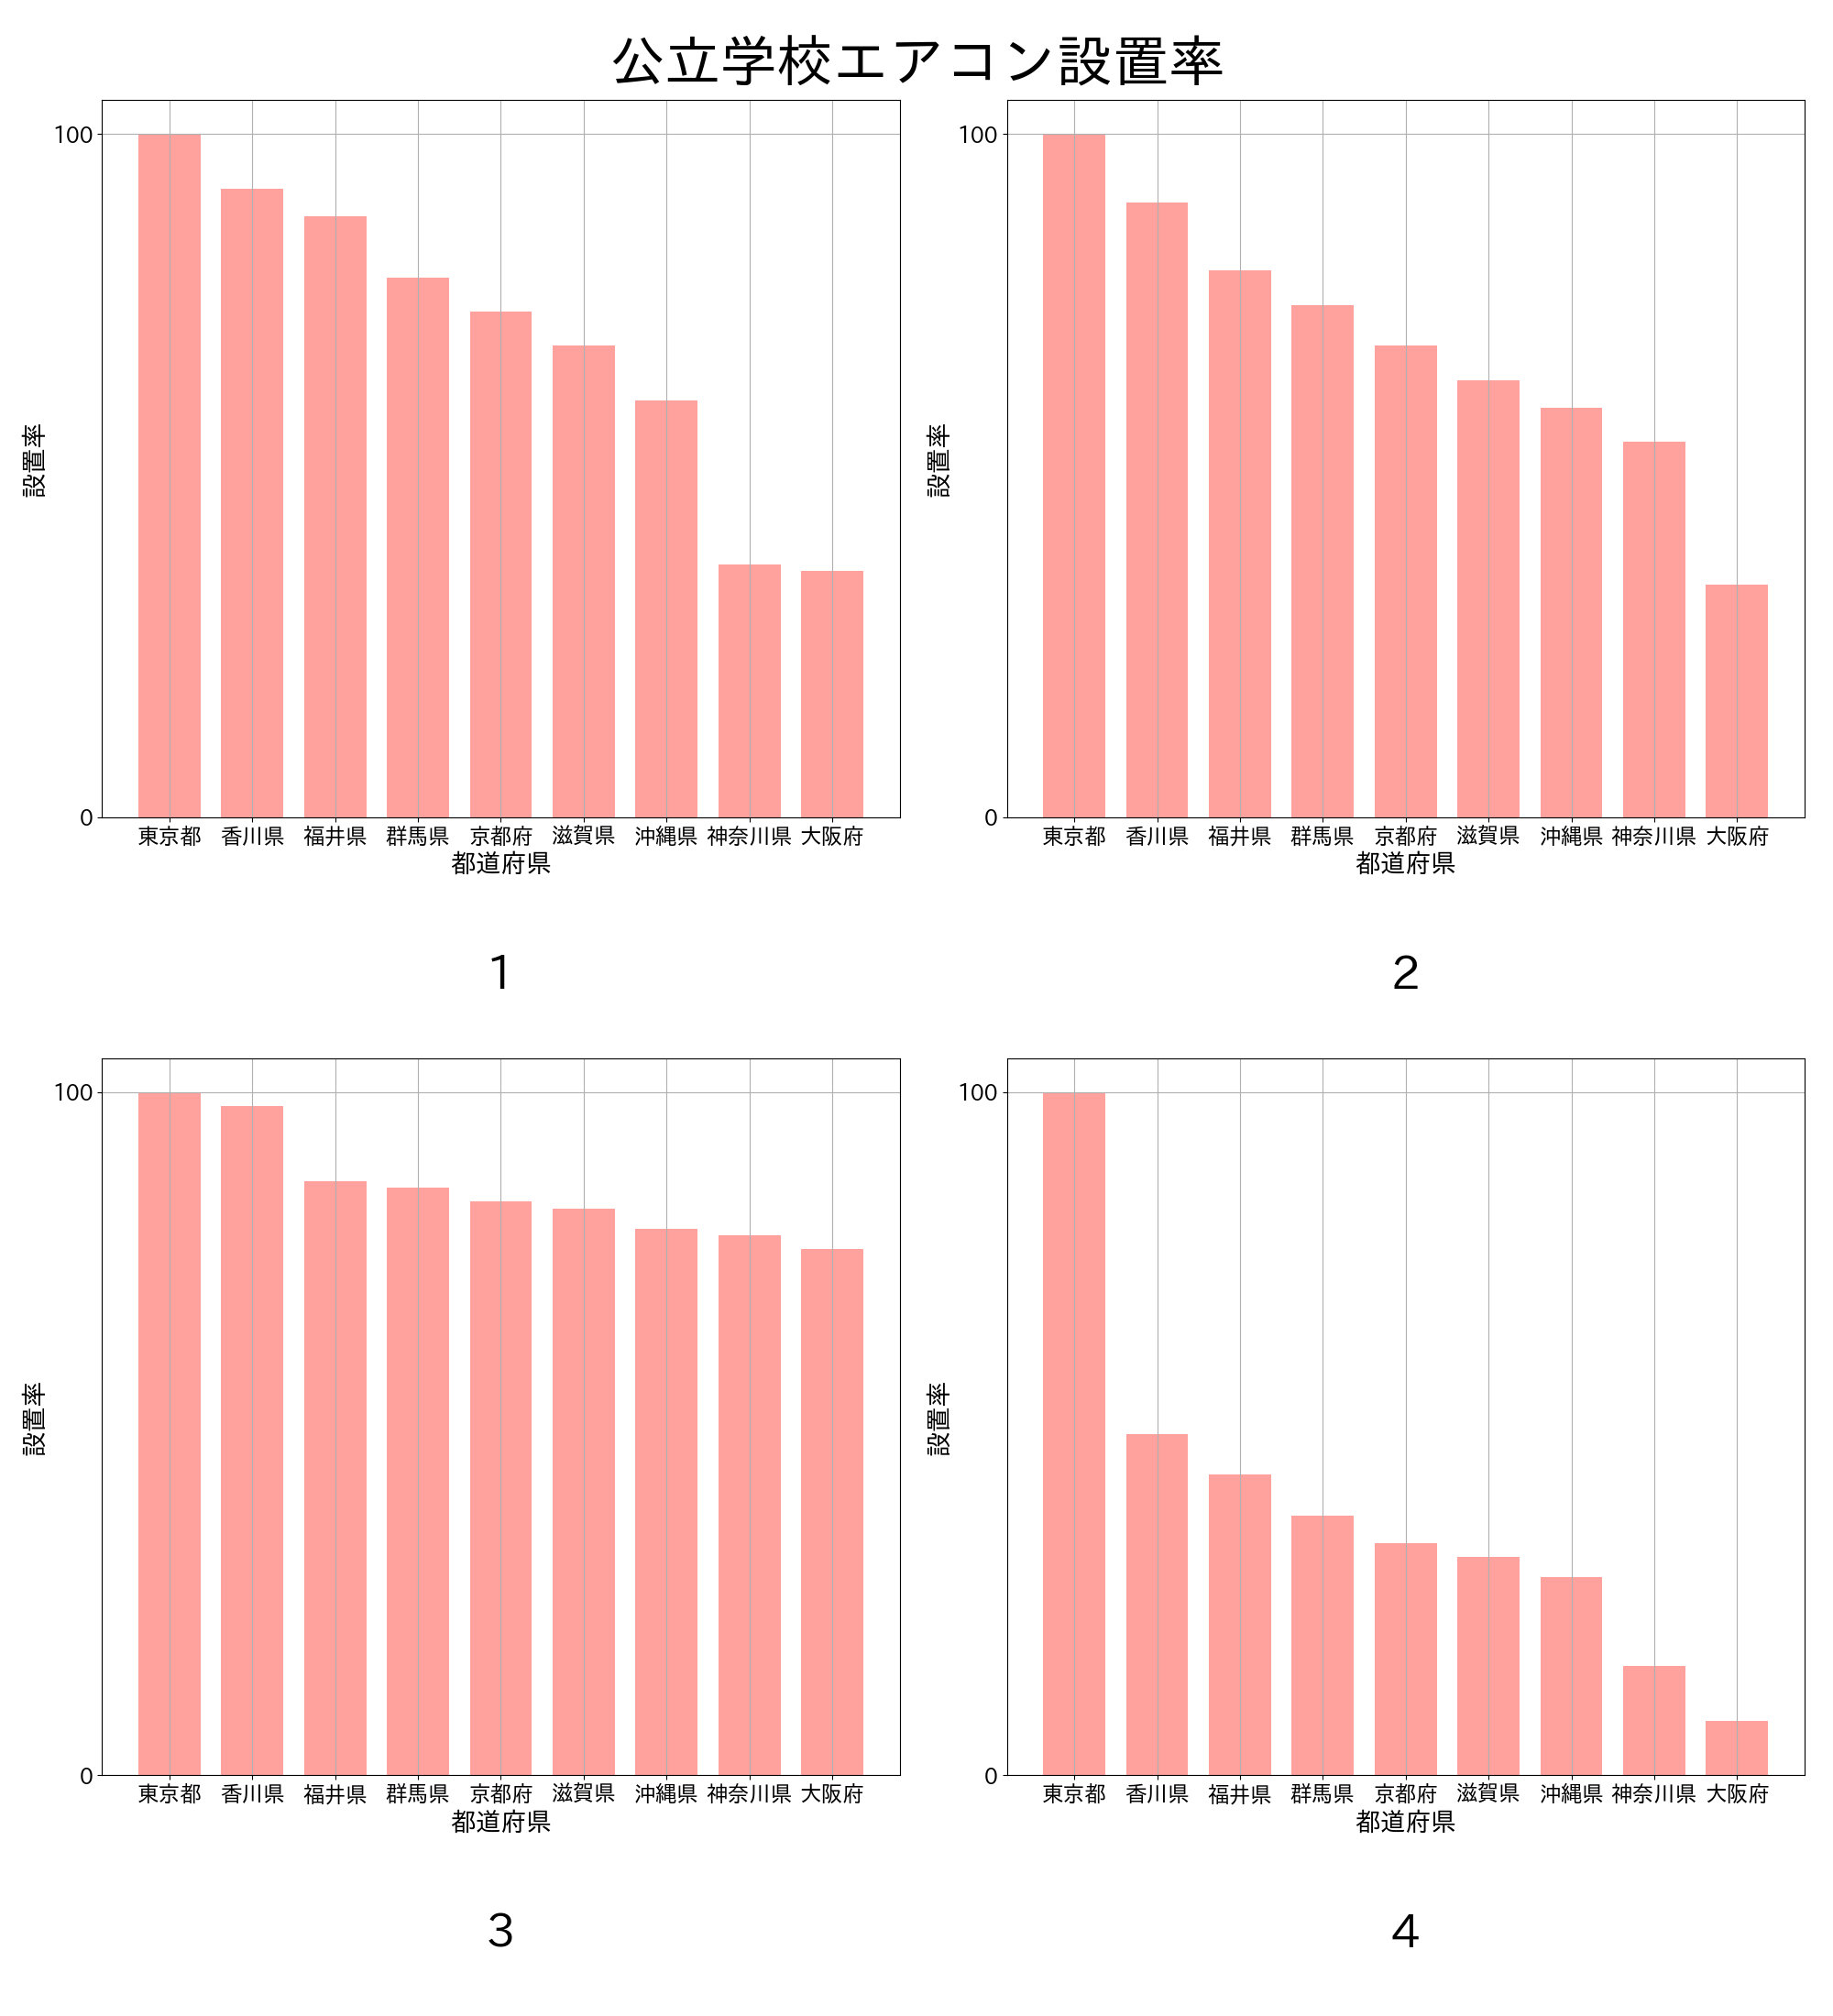 公立学校エアコン設置率
100
0
設置率
東京都 香川県 福井県 群馬県 京都府 滋賀県 沖縄県 神奈川県 大阪府
都道府県
1
100
0
設置率
東京都 香川県 福井県 群馬県 京都府 滋賀県 沖縄県 神奈川県 大阪府
都道府県
2
100
0
設置率
東京都 香川県 福井県 群馬県 京都府 滋賀県 沖縄県 神奈川県 大阪府
都道府県
3
100
0
設置率
東京都 香川県 福井県 群馬県 京都府 滋賀県 沖縄県 神奈川県 大阪府
都道府県
4